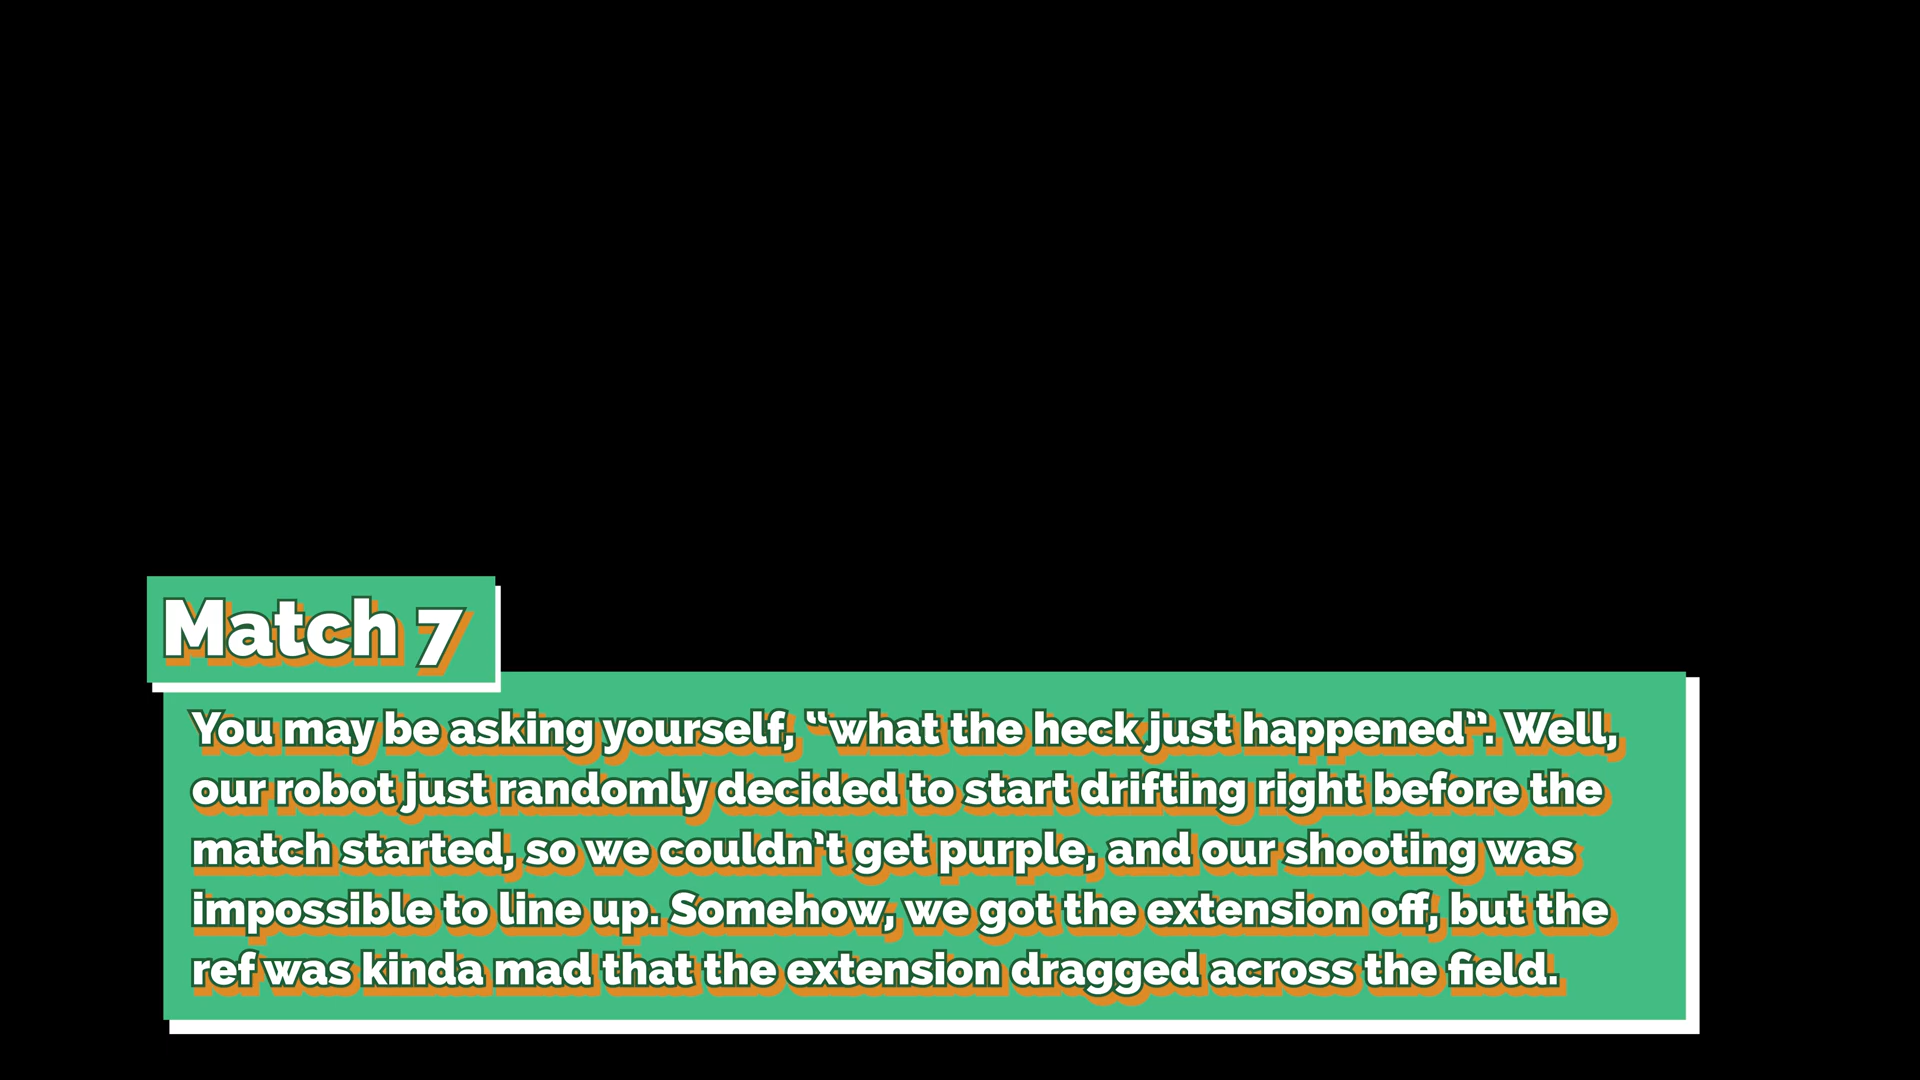 Match 7
You may be asking yourself, “what the heck just happened”. Well,
our robot just randomly decided to start drifting right before the
match started, so we couldn’t get purple, and our shooting was
impossible to line up. Somehow, we got the extension off, but the
ref was kinda mad that the extension dragged across the field.